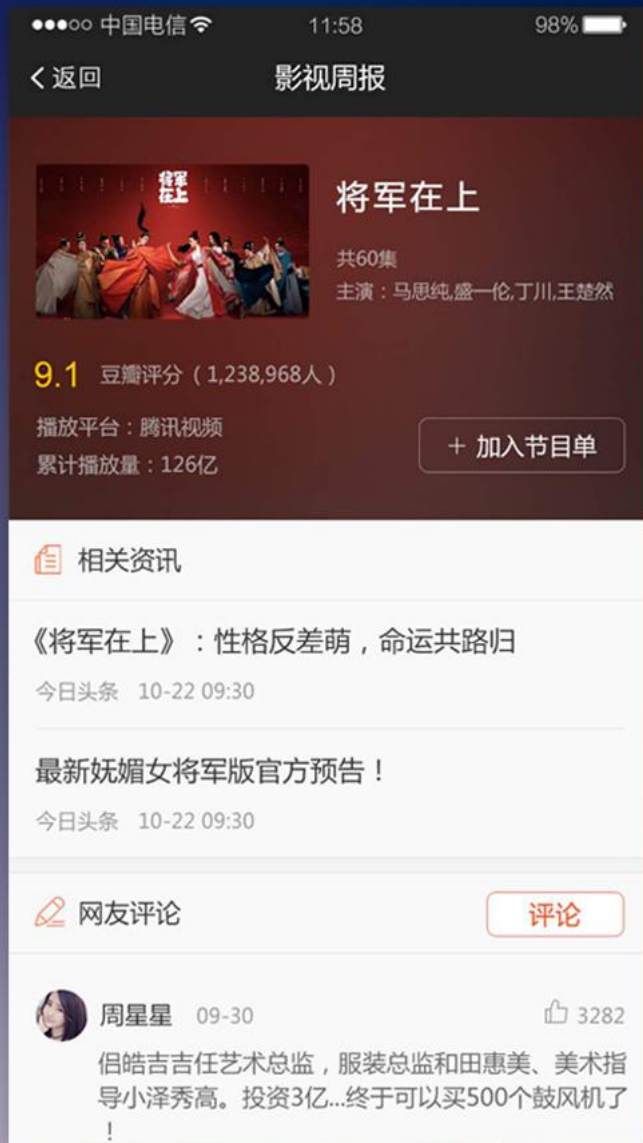 中国电信 11:58 98%
返回 影视周报
将军在上
将军在上
共60集
主演：马思纯,盛一伦,丁川,王楚然
9.1 豆瓣评分（1,238,968人）
播放平台：腾讯视频
累计播放量：126亿
+ 加入节目单
相关资讯
《将军在上》：性格反差萌，命运共路归
今日头条 10-22 09:30
最新妩媚女将军版官方预告！
今日头条 10-22 09:30
网友评论 评论
周星星 09-30 3282
但皓吉吉任艺术总监，服装总监和田惠美、美术指
导小泽秀高。投资3亿...终于可以买500个鼓风机了
！